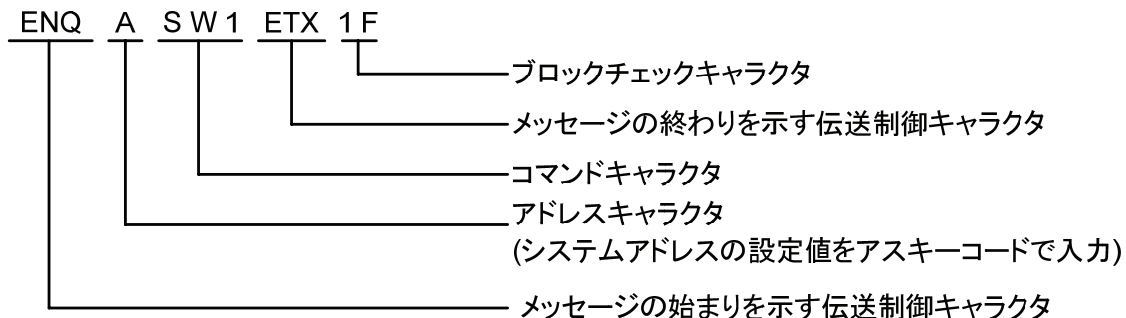 ENQ A SW1 ETX 1F
ブロックチェックキャラクタ
メッセージの終わりを示す伝送制御キャラクタ
コマンドキャラクタ
アドレスキャラクタ
(システムアドレスの設定値をアスキーコードで入力)
メッセージの始まりを示す伝送制御キャラクタ